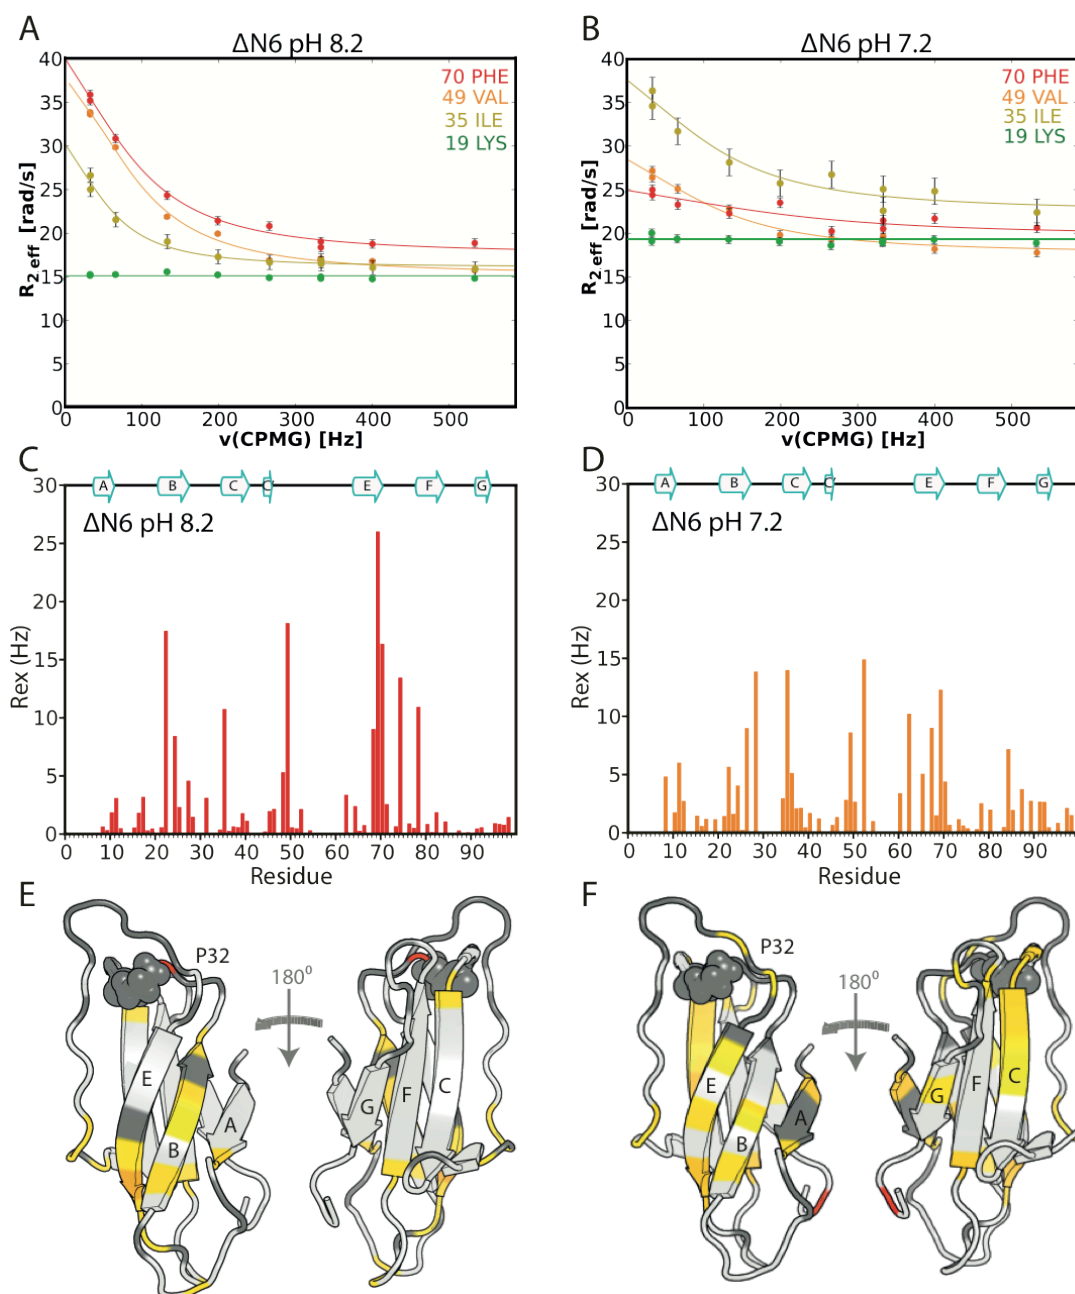 A
ΔN6 pH 8.2
40
35
30
25
20
15
10
5
0
R2 eff [rad/s]
70 PHE
49 VAL
35 ILE
19 LYS
0 100 200 300 400 500
v(CPMG) [Hz]
B
ΔN6 pH 7.2
40
35
30
25
20
15
10
5
0
R2 eff [rad/s]
70 PHE
49 VAL
35 ILE
19 LYS
0 100 200 300 400 500
v(CPMG) [Hz]
C
A B C C' E F G
ΔN6 pH 8.2
30
25
20
15
10
5
0
Rex (Hz)
0 10 20 30 40 50 60 70 80 90
Residue
D
A B C C' E F G
ΔN6 pH 7.2
30
25
20
15
10
5
0
Rex (Hz)
0 10 20 30 40 50 60 70 80 90
Residue
E
P32
180⁰
E
B
A
G
F
C
F
P32
180⁰
E
B
A
G
F
C